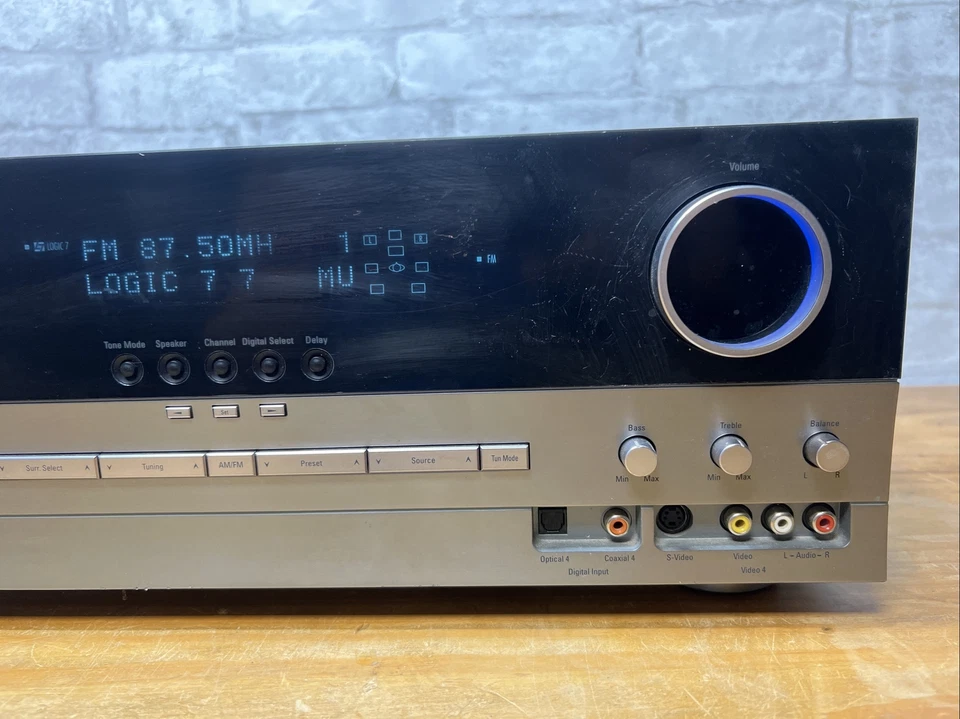 Volume
LOGIC 7
FM 87.50MH 1
FM
LOGIC 7 7 MU
Tone Mode Speaker Channel Digital Select Delay
Set
Surr. Select Tuning AM/FM Preset Source Tun Mode
Bass Treble Balance
Min Max Min Max L R
Optical 4 Coaxial 4 S-Video Video L – Audio – R
Digital Input Video 4